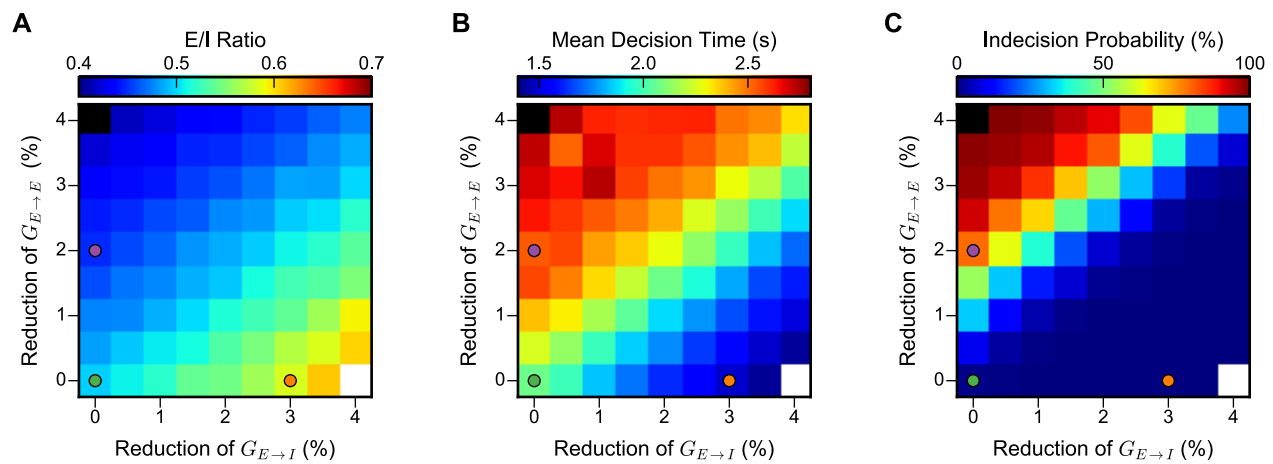 A
E/I Ratio
0.4 0.5 0.6 0.7
Reduction of G_{E→E} (%)
4
3
2
1
0
0 1 2 3 4
Reduction of G_{E→I} (%)
B
Mean Decision Time (s)
1.5 2.0 2.5
Reduction of G_{E→E} (%)
4
3
2
1
0
0 1 2 3 4
Reduction of G_{E→I} (%)
C
Indecision Probability (%)
0 50 100
Reduction of G_{E→E} (%)
4
3
2
1
0
0 1 2 3 4
Reduction of G_{E→I} (%)